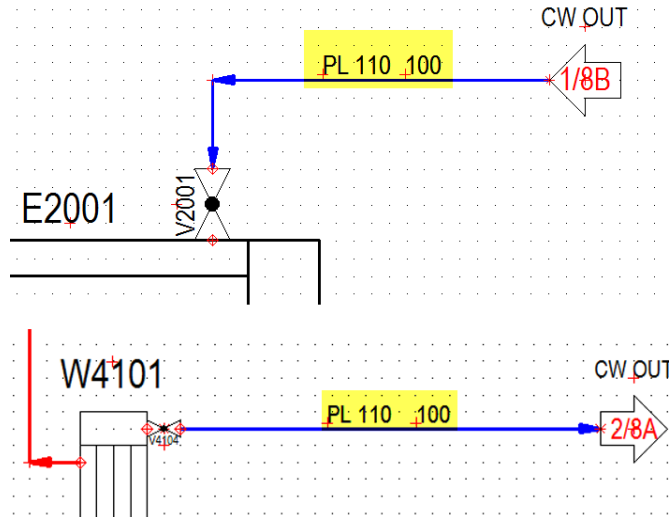 CW OUT
PL 110 100
1/8B
E2001
V2001
W4101
CW OUT
PL 110 100
2/8A
V4104